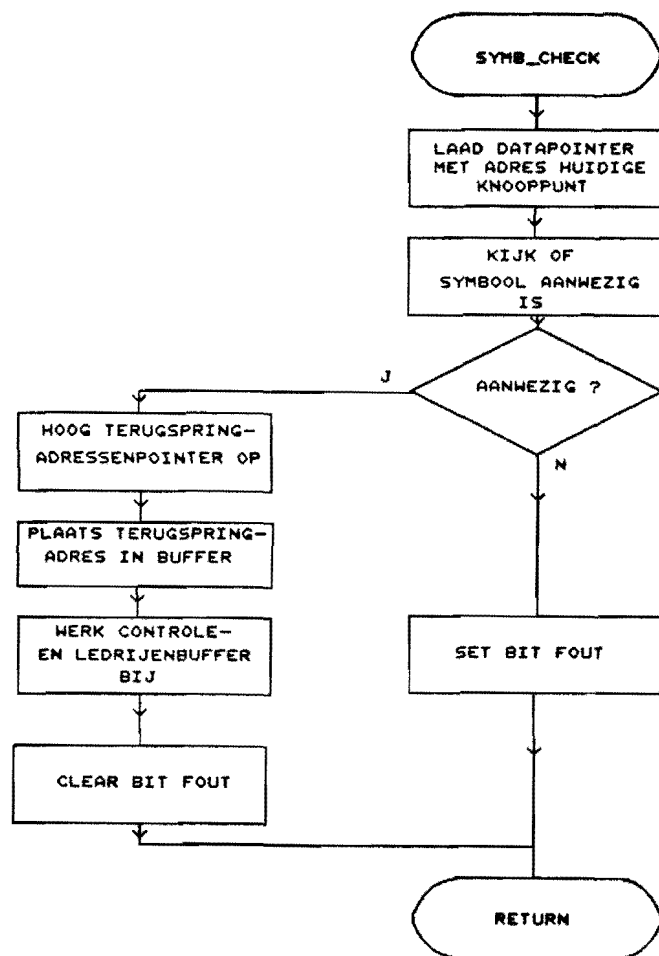 SYMB_CHECK
LAAD DATAPOINTER
MET ADRES HUIDIGE
KNOOPPUNT
KIJK OF
SYMBOOL AANWEZIG
IS
AANWEZIG ?
J
N
HOOG TERUGSPRING-
ADRESSENPOINTER OP
PLAATS TERUGSPRING-
ADRES IN BUFFER
WERK CONTROLE-
EN LEDRIJENBUFFER
BIJ
CLEAR BIT FOUT
SET BIT FOUT
RETURN